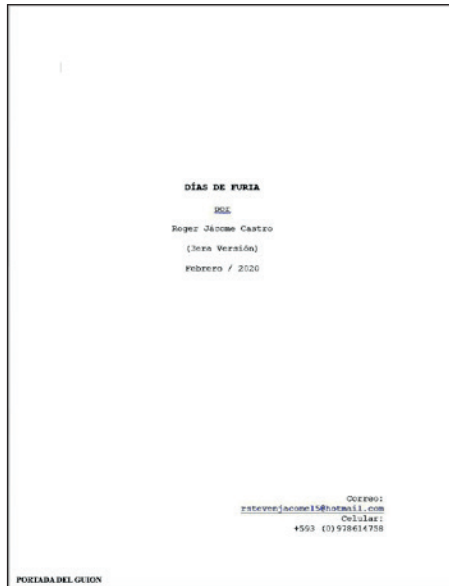 DÍAS DE FURIA
POR
Roger Jácome Castro
(3era Versión)
Febrero / 2020
Correo:
rstevenjacome15@hotmail.com
Celular:
+593 (0)978614758
PORTADA DEL GUION